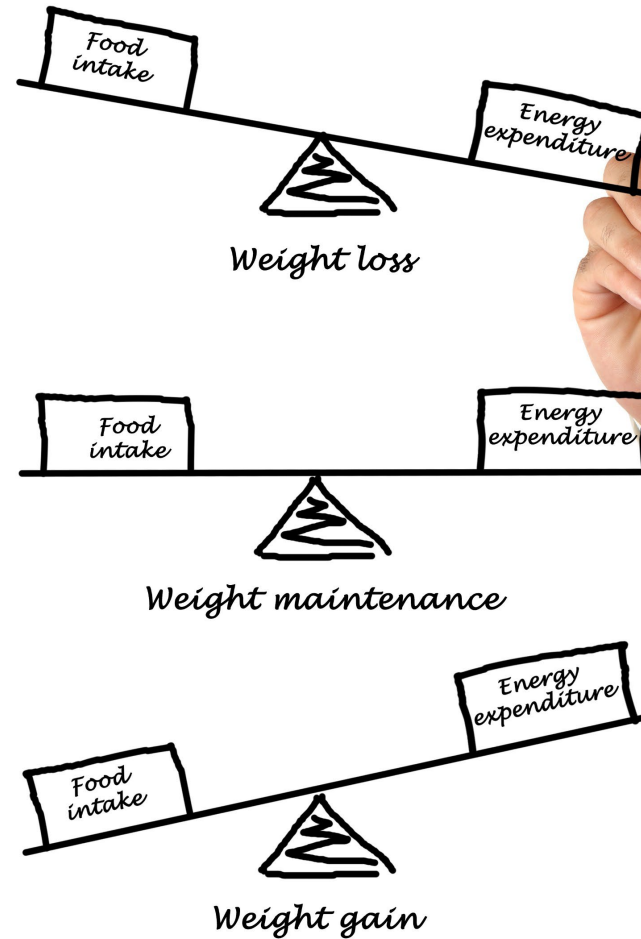 Food
intake
Energy
expenditure
Weight loss
Food
intake
Energy
expenditure
Weight maintenance
Energy
expenditure
Food
intake
Weight gain